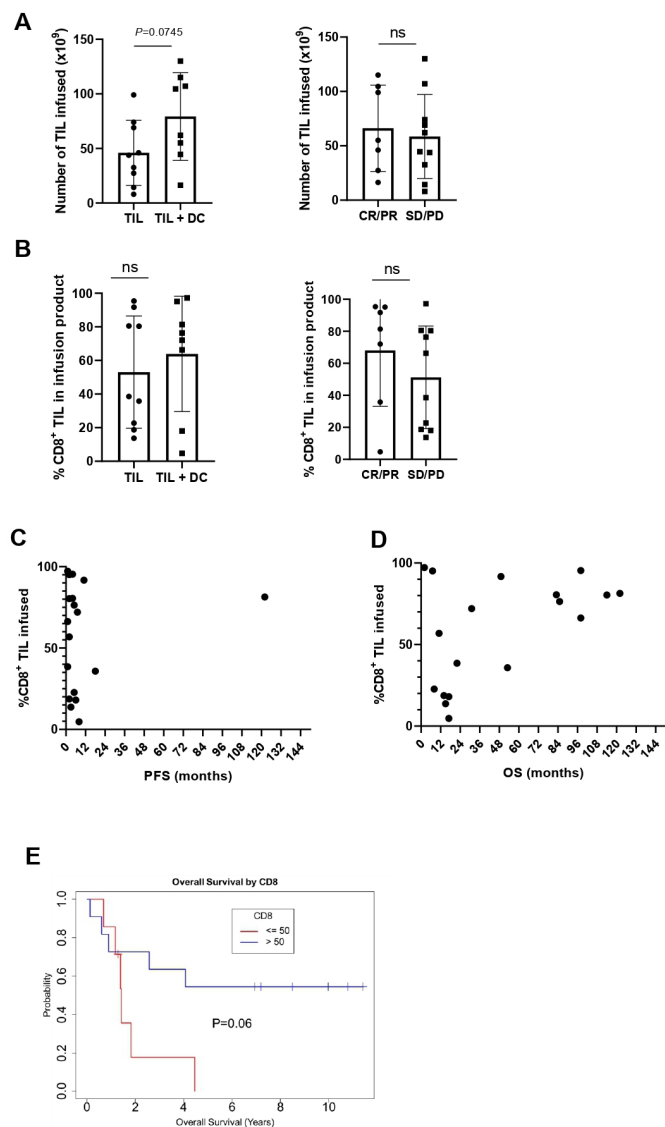 A
P=0.0745
Number of TIL infused (x10⁹)
150
100
50
0
TIL
TIL + DC
ns
Number of TIL infused (x10⁹)
150
100
50
0
CR/PR
SD/PD
B
ns
% CD8⁺ TIL in infusion product
100
80
60
40
20
0
TIL
TIL + DC
ns
% CD8⁺ TIL in infusion product
100
80
60
40
20
0
CR/PR
SD/PD
C
%CD8⁺ TIL infused
100
50
0
0 12 24 36 48 60 72 84 96 108 120 132 144
PFS (months)
D
%CD8⁺ TIL infused
100
50
0
0 12 24 36 48 60 72 84 96 108 120 132 144
OS (months)
E
Overall Survival by CD8
CD8
<= 50
> 50
Probability
1.0
0.8
0.6
0.4
0.2
0.0
P=0.06
0 2 4 6 8 10
Overall Survival (Years)